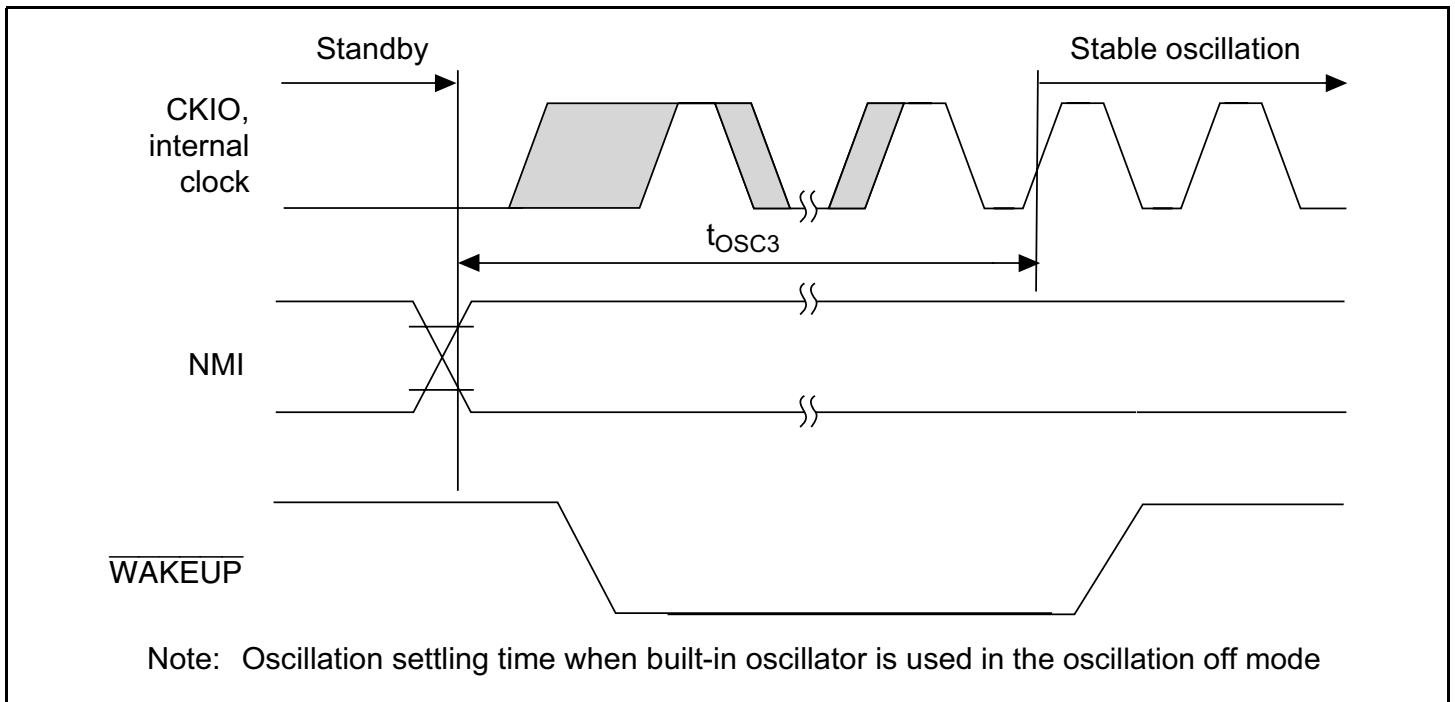 Standby
Stable oscillation
CKIO,
internal
clock
tOSC3
NMI
WAKEUP
Note: Oscillation settling time when built-in oscillator is used in the oscillation off mode